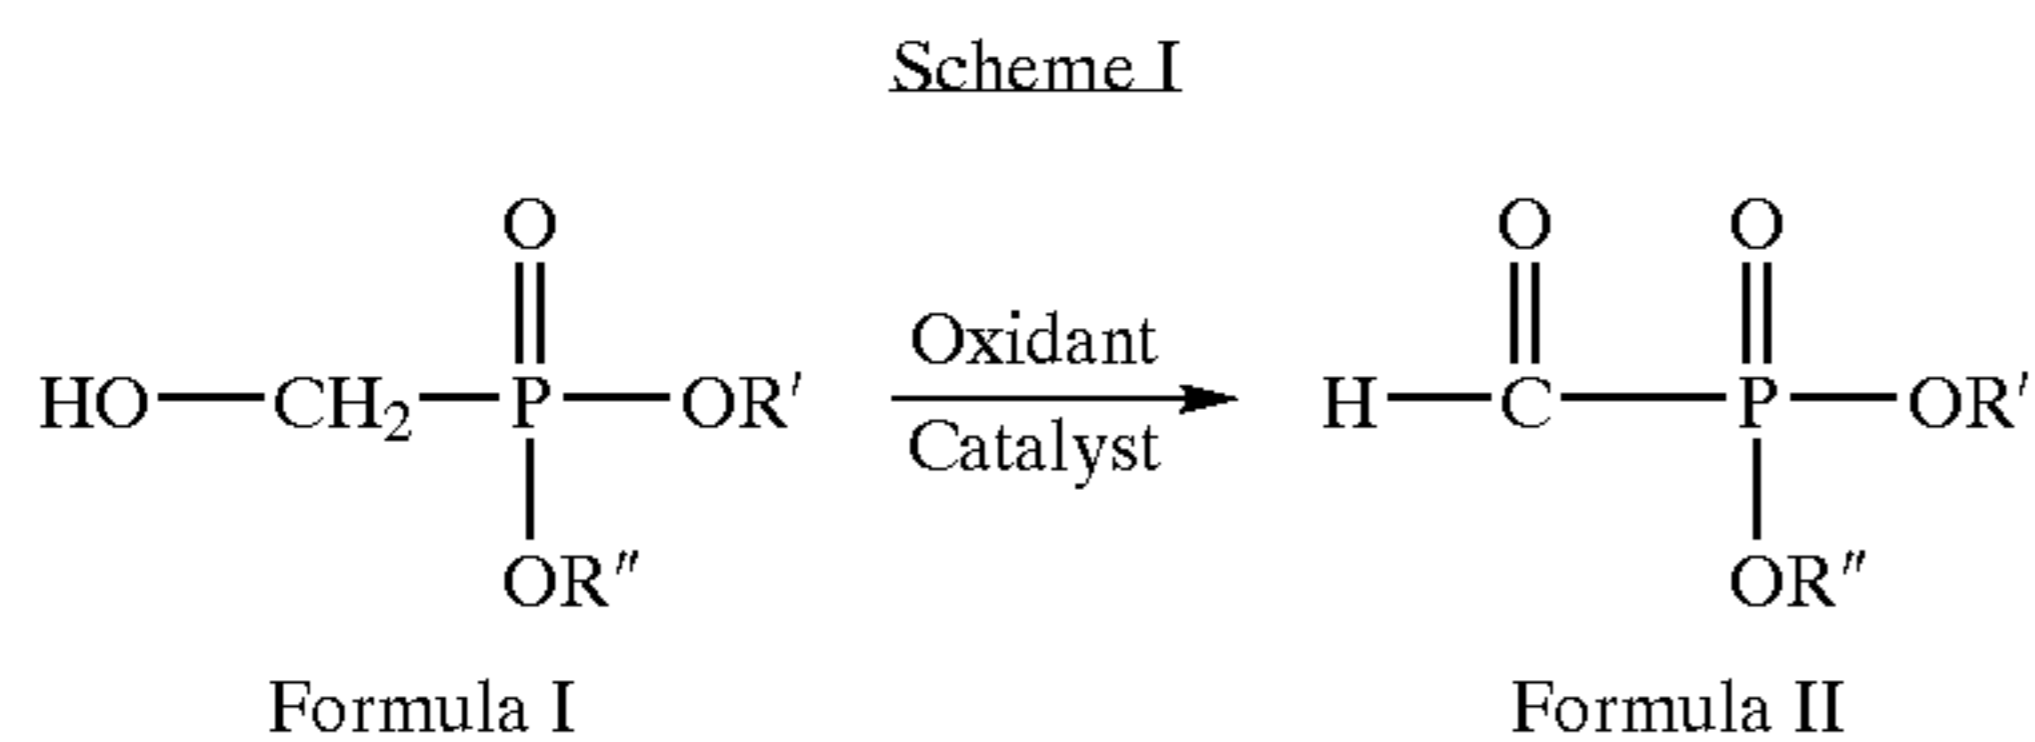 Scheme I
O O
HO—CH₂—P—OR′ Oxidant Catalyst H—C—P—OR′
OR″ OR″
Formula I Formula II